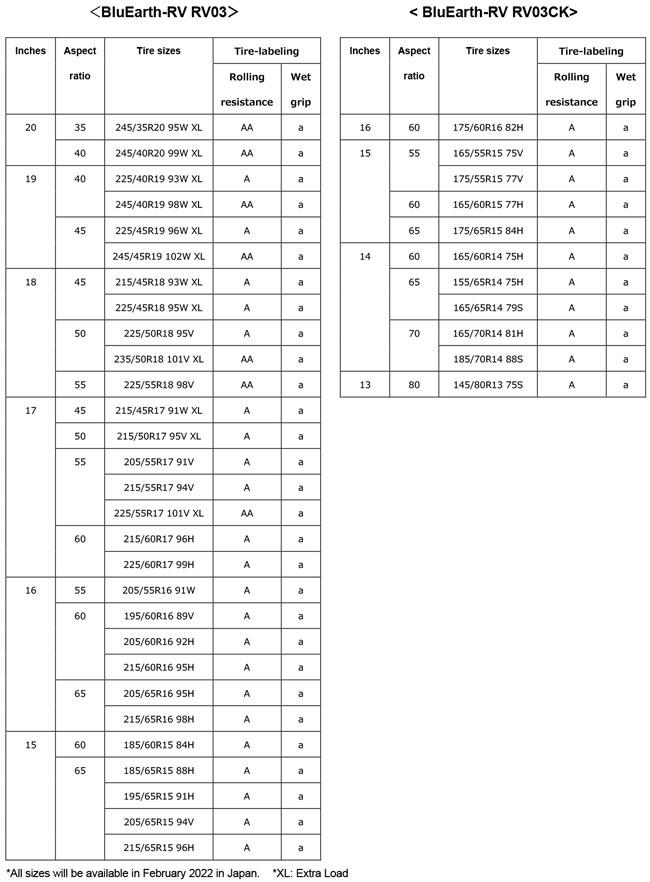 <BluEarth-RV RV03>
Inches Aspect ratio Tire sizes Tire-labeling
Rolling resistance Wet grip
20 35 245/35R20 95W XL AA a
40 245/40R20 99W XL AA a
19 40 225/40R19 93W XL A a
245/40R19 98W XL AA a
45 225/45R19 96W XL A a
245/45R19 102W XL AA a
18 45 215/45R18 93W XL A a
225/45R18 95W XL A a
50 225/50R18 95V A a
235/50R18 101V XL AA a
55 225/55R18 98V AA a
17 45 215/45R17 91W XL A a
50 215/50R17 95V XL A a
55 205/55R17 91V A a
215/55R17 94V A a
225/55R17 101V XL AA a
60 215/60R17 96H A a
225/60R17 99H A a
16 55 205/55R16 91W A a
60 195/60R16 89V A a
205/60R16 92H A a
215/60R16 95H A a
65 205/65R16 95H A a
215/65R16 98H A a
15 60 185/60R15 84H A a
65 185/65R15 88H A a
195/65R15 91H A a
205/65R15 94V A a
215/65R15 96H A a
< BluEarth-RV RV03CK>
Inches Aspect ratio Tire sizes Tire-labeling
Rolling resistance Wet grip
16 60 175/60R16 82H A a
15 55 165/55R15 75V A a
175/55R15 77V A a
60 165/60R15 77H A a
65 175/65R15 84H A a
14 60 165/60R14 75H A a
65 155/65R14 75H A a
165/65R14 79S A a
70 165/70R14 81H A a
185/70R14 88S A a
13 80 145/80R13 75S A a
*All sizes will be available in February 2022 in Japan. *XL: Extra Load